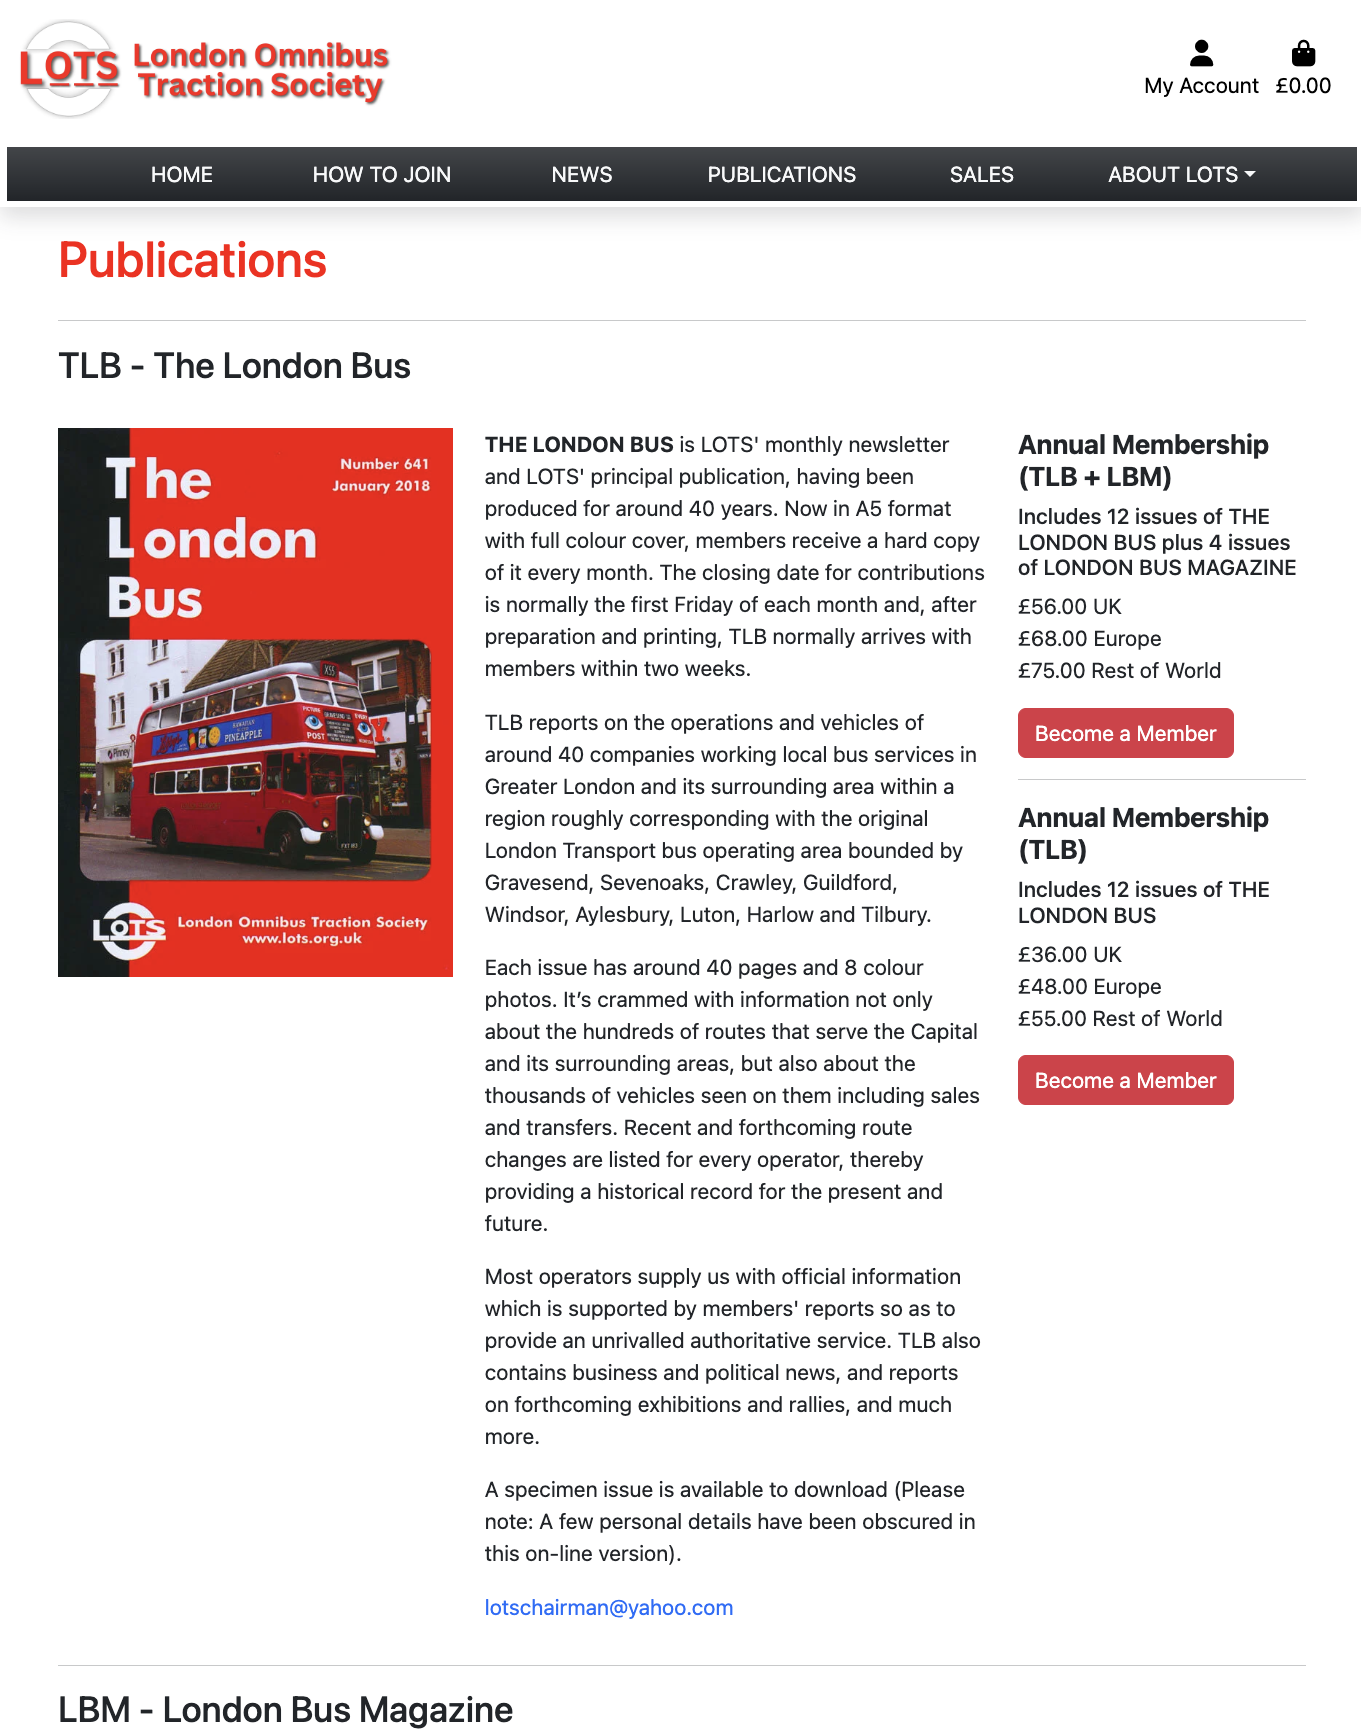 LOTS
London Omnibus
Traction Society
My Account
£0.00
HOME
HOW TO JOIN
NEWS
PUBLICATIONS
SALES
ABOUT LOTS
Publications
TLB - The London Bus
The
London
Bus
Number 641
January 2018
X55
PICTURE
POST
EVERY
GRAVESEND
PINEAPPLE
Pinney
LOTS
London Omnibus Traction Society
www.lots.org.uk
THE LONDON BUS is LOTS' monthly newsletter
and LOTS' principal publication, having been
produced for around 40 years. Now in A5 format
with full colour cover, members receive a hard copy
of it every month. The closing date for contributions
is normally the first Friday of each month and, after
preparation and printing, TLB normally arrives with
members within two weeks.
TLB reports on the operations and vehicles of
around 40 companies working local bus services in
Greater London and its surrounding area within a
region roughly corresponding with the original
London Transport bus operating area bounded by
Gravesend, Sevenoaks, Crawley, Guildford,
Windsor, Aylesbury, Luton, Harlow and Tilbury.
Each issue has around 40 pages and 8 colour
photos. It’s crammed with information not only
about the hundreds of routes that serve the Capital
and its surrounding areas, but also about the
thousands of vehicles seen on them including sales
and transfers. Recent and forthcoming route
changes are listed for every operator, thereby
providing a historical record for the present and
future.
Most operators supply us with official information
which is supported by members' reports so as to
provide an unrivalled authoritative service. TLB also
contains business and political news, and reports
on forthcoming exhibitions and rallies, and much
more.
A specimen issue is available to download (Please
note: A few personal details have been obscured in
this on-line version).
lotschairman@yahoo.com
Annual Membership
(TLB + LBM)
Includes 12 issues of THE
LONDON BUS plus 4 issues
of LONDON BUS MAGAZINE
£56.00 UK
£68.00 Europe
£75.00 Rest of World
Become a Member
Annual Membership
(TLB)
Includes 12 issues of THE
LONDON BUS
£36.00 UK
£48.00 Europe
£55.00 Rest of World
Become a Member
LBM - London Bus Magazine